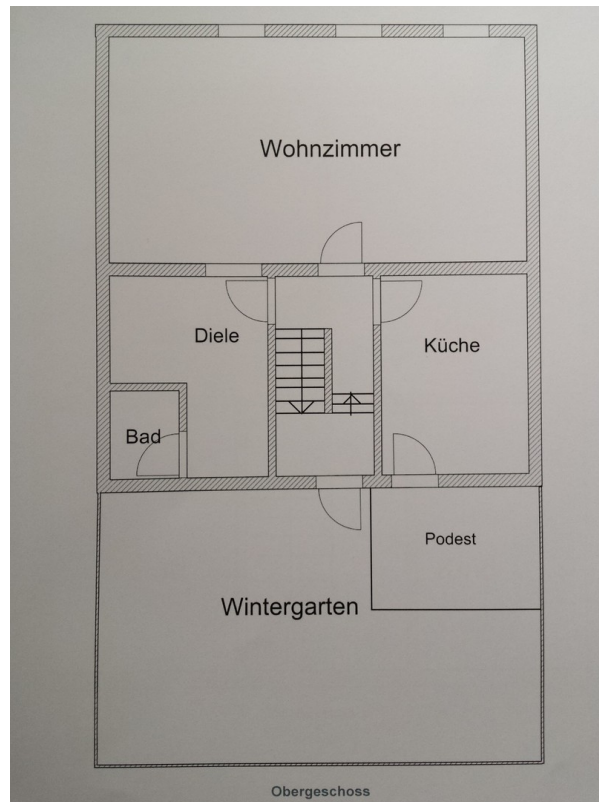 Wohnzimmer
Diele
Küche
Bad
Podest
Wintergarten
Obergeschoss